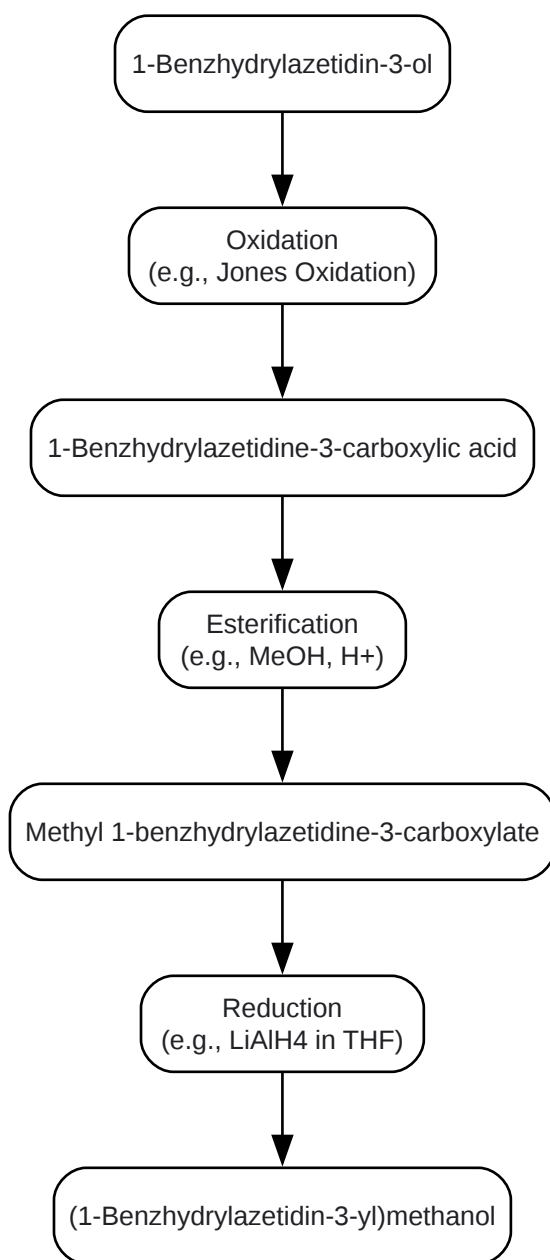 1-Benzhydrylazetidin-3-ol
Oxidation
(e.g., Jones Oxidation)
1-Benzhydrylazetidine-3-carboxylic acid
Esterification
(e.g., MeOH, H+)
Methyl 1-benzhydrylazetidine-3-carboxylate
Reduction
(e.g., LiAlH4 in THF)
(1-Benzhydrylazetidin-3-yl)methanol